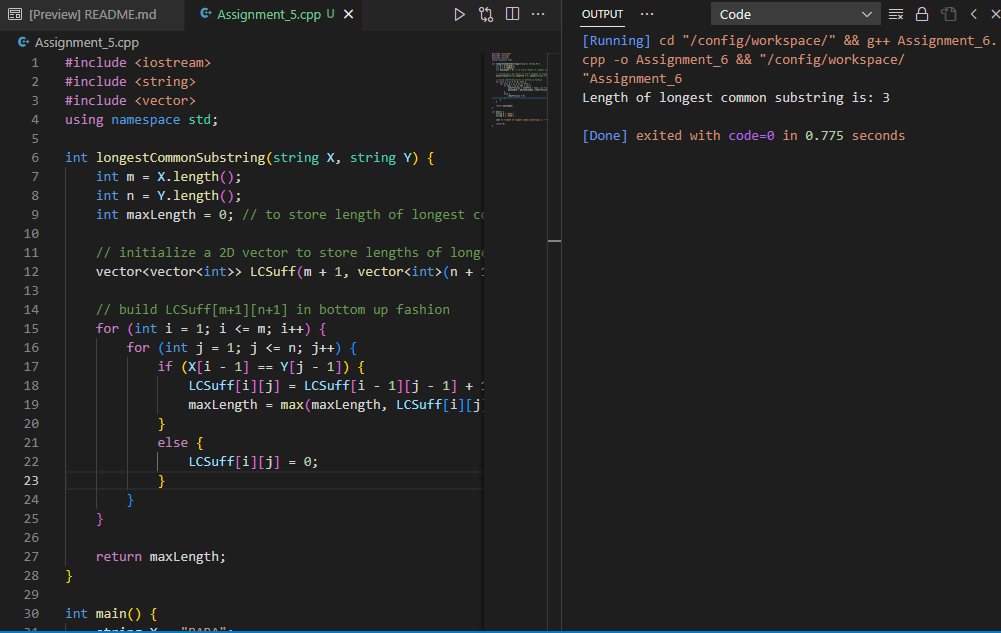 [Preview] README.md
Assignment_5.cpp U
Assignment_5.cpp
1 #include <iostream>
2 #include <string>
3 #include <vector>
4 using namespace std;
5
6 int longestCommonSubstring(string X, string Y) {
7 int m = X.length();
8 int n = Y.length();
9 int maxLength = 0; // to store length of longest
10
11 // initialize a 2D vector to store lengths of
12 vector<vector<int>> LCSuff(m + 1, vector<int>(n +
13
14 // build LCSuff[m+1][n+1] in bottom up fashion
15 for (int i = 1; i <= m; i++) {
16 for (int j = 1; j <= n; j++) {
17 if (X[i - 1] == Y[j - 1]) {
18 LCSuff[i][j] = LCSuff[i - 1][j - 1] +
19 maxLength = max(maxLength, LCSuff[i][j
20 }
21 else {
22 LCSuff[i][j] = 0;
23 }
24 }
25 }
26
27 return maxLength;
28 }
29
30 int main() {
OUTPUT
Code
[Running] cd "/config/workspace/" && g++ Assignment_6.
cpp -o Assignment_6 && "/config/workspace/
"Assignment_6
Length of longest common substring is: 3
[Done] exited with code=0 in 0.775 seconds